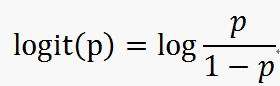 logit(p) = log p/(1 − p)